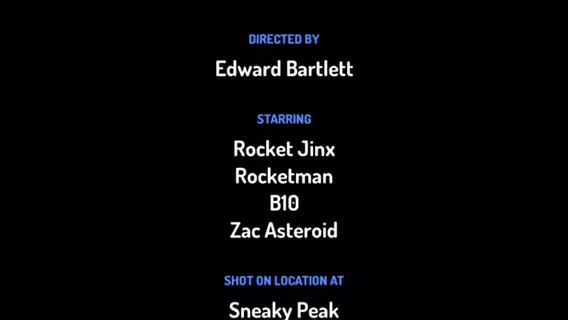 DIRECTED BY
Edward Bartlett
STARRING
Rocket Jinx
Rocketman
B10
Zac Asteroid
SHOT ON LOCATION AT
Sneaky Peak